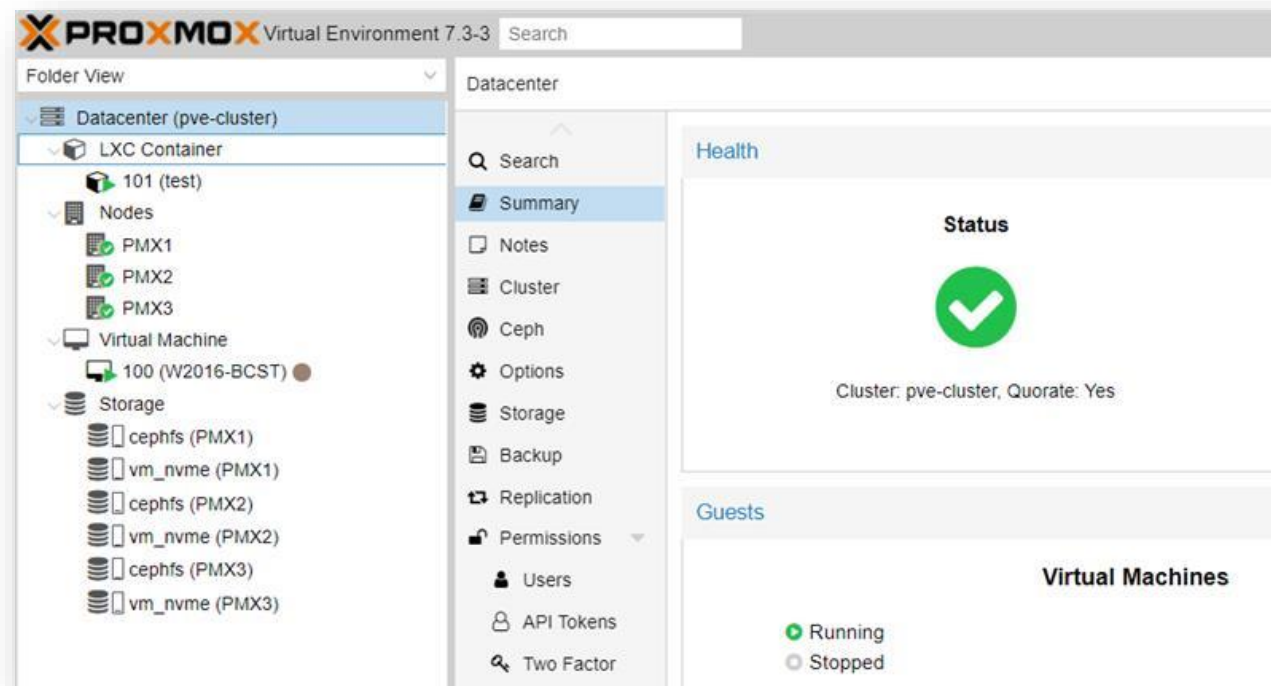 PROXMOX Virtual Environment 7.3-3 Search
Folder View
Datacenter (pve-cluster)
LXC Container
101 (test)
Nodes
PMX1
PMX2
PMX3
Virtual Machine
100 (W2016-BCST)
Storage
cephfs (PMX1)
vm_nvme (PMX1)
cephfs (PMX2)
vm_nvme (PMX2)
cephfs (PMX3)
vm_nvme (PMX3)
Datacenter
Search
Summary
Notes
Cluster
Ceph
Options
Storage
Backup
Replication
Permissions
Users
API Tokens
Two Factor
Health
Status
Cluster: pve-cluster, Quorate: Yes
Guests
Virtual Machines
Running
Stopped